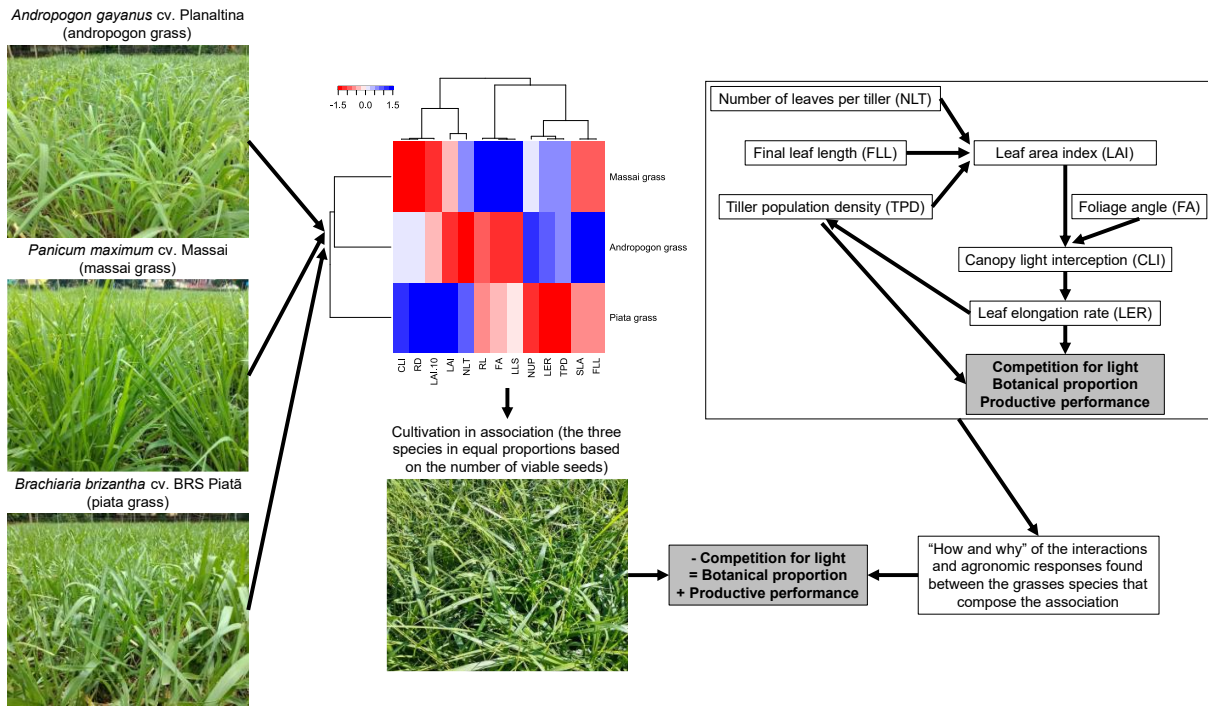 Andropogon gayanus cv. Planaltina
(andropogon grass)
Panicum maximum cv. Massai
(massai grass)
Brachiaria brizantha cv. BRS Piatã
(piata grass)
-1.5 0.0 1.5
Massai grass
Andropogon grass
Piata grass
CLI
RD
LAI.10
LAI
NLT
RL
FA
LLS
NUP
LER
TPD
SLA
FLL
Cultivation in association (the three
species in equal proportions based
on the number of viable seeds)
Number of leaves per tiller (NLT)
Final leaf length (FLL)
Leaf area index (LAI)
Tiller population density (TPD)
Foliage angle (FA)
Canopy light interception (CLI)
Leaf elongation rate (LER)
Competition for light
Botanical proportion
Productive performance
- Competition for light
= Botanical proportion
+ Productive performance
“How and why” of the interactions
and agronomic responses found
between the grasses species that
compose the association